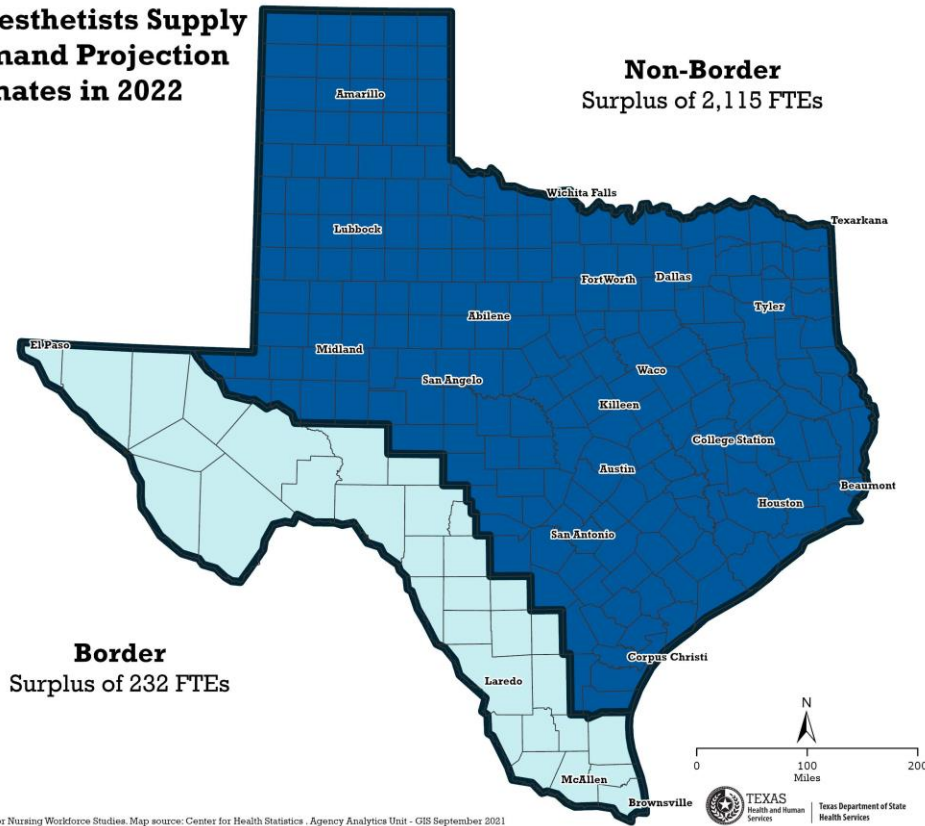 esthetists Supply
mand Projection
nates in 2022
Non-Border
Surplus of 2,115 FTEs
Amarillo
Wichita Falls
Texarkana
Lubbock
Fort Worth
Dallas
Tyler
Abilene
El Paso
Midland
San Angelo
Waco
Killeen
College Station
Austin
Beaumont
Houston
San Antonio
Border
Surplus of 232 FTEs
Corpus Christi
Laredo
N
0 100 200
Miles
McAllen
Brownsville
TEXAS
Health and Human
Services
Texas Department of State
Health Services
or Nursing Workforce Studies. Map source: Center for Health Statistics . Agency Analytics Unit - GIS September 2021